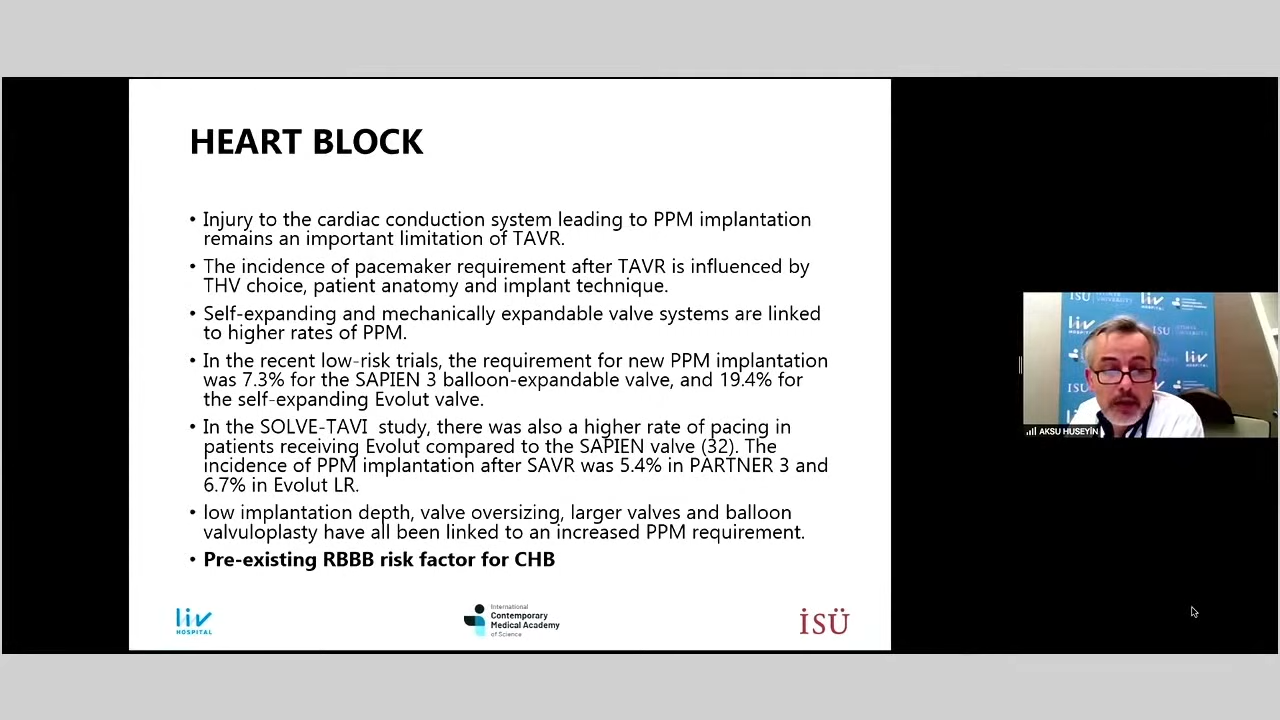 HEART BLOCK
• Injury to the cardiac conduction system leading to PPM implantation
remains an important limitation of TAVR.
• The incidence of pacemaker requirement after TAVR is influenced by
THV choice, patient anatomy and implant technique.
• Self-expanding and mechanically expandable valve systems are linked
to higher rates of PPM.
• In the recent low-risk trials, the requirement for new PPM implantation
was 7.3% for the SAPIEN 3 balloon-expandable valve, and 19.4% for
the self-expanding Evolut valve.
• In the SOLVE-TAVI study, there was also a higher rate of pacing in
patients receiving Evolut compared to the SAPIEN valve (32). The
incidence of PPM implantation after SAVR was 5.4% in PARTNER 3 and
6.7% in Evolut LR.
• low implantation depth, valve oversizing, larger valves and balloon
valvuloplasty have all been linked to an increased PPM requirement.
• Pre-existing RBBB risk factor for CHB
liv
HOSPITAL
International
Contemporary
Medical Academy
of Science
İSÜ
AKSU HUSEYİN
İSÜ
liv
HOSPITAL
liv
İSÜ
liv
İSÜ